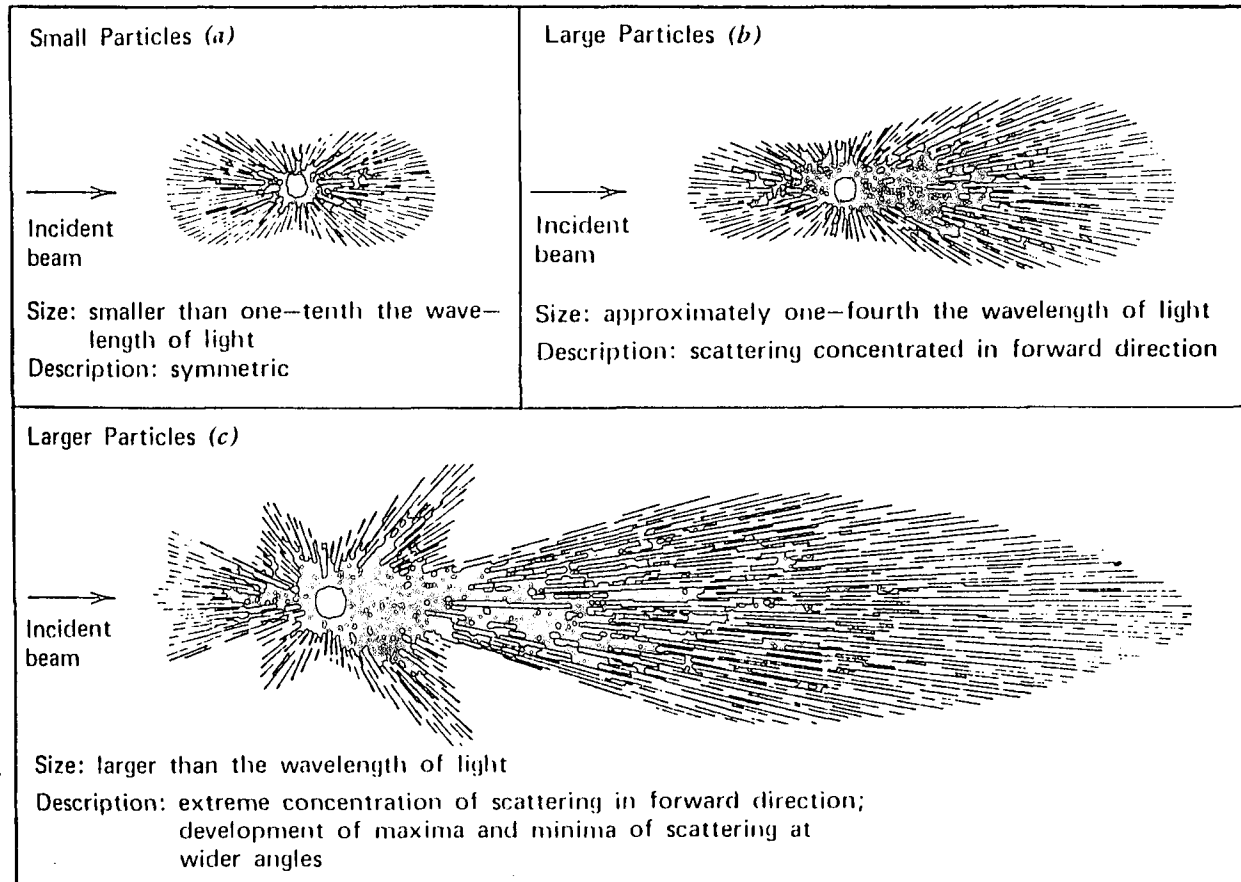 Small Particles (a)
Incident
beam
Size: smaller than one-tenth the wave-
length of light
Description: symmetric
Large Particles (b)
Incident
beam
Size: approximately one-fourth the wavelength of light
Description: scattering concentrated in forward direction
Larger Particles (c)
Incident
beam
Size: larger than the wavelength of light
Description: extreme concentration of scattering in forward direction;
development of maxima and minima of scattering at
wider angles